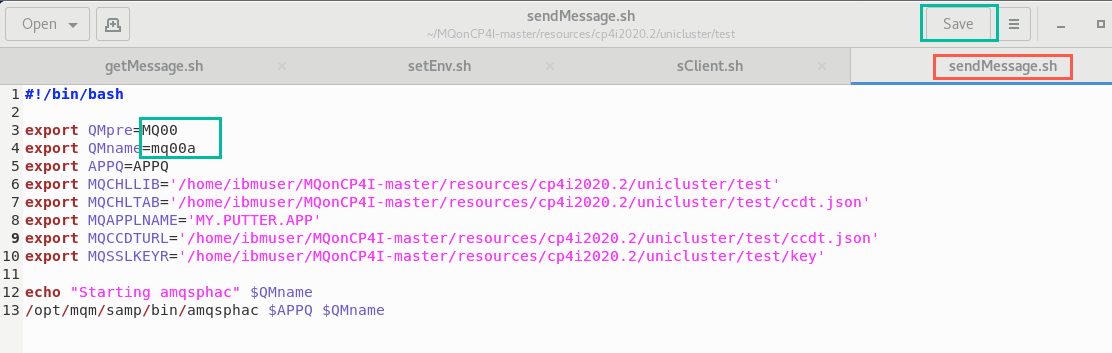 Open
sendMessage.sh
~/MQonCP4I-master/resources/cp4i2020.2/unicluster/test
Save
getMessage.sh × setEnv.sh × sClient.sh × sendMessage.sh
1 #!/bin/bash
2
3 export QMpre=MQ00
4 export QMname=mq00a
5 export APPQ=APPQ
6 export MQCHLLIB='/home/ibmuser/MQonCP4I-master/resources/cp4i2020.2/unicluster/test'
7 export MQCHLTAB='/home/ibmuser/MQonCP4I-master/resources/cp4i2020.2/unicluster/test/ccdt.json'
8 export MQAPPLNAME='MY.PUTTER.APP'
9 export MQCCDTURL='/home/ibmuser/MQonCP4I-master/resources/cp4i2020.2/unicluster/test/ccdt.json'
10 export MQSSLKEYR='/home/ibmuser/MQonCP4I-master/resources/cp4i2020.2/unicluster/test/key'
11
12 echo "Starting amqsphac" $QMname
13 /opt/mqm/samp/bin/amqsphac $APPQ $QMname